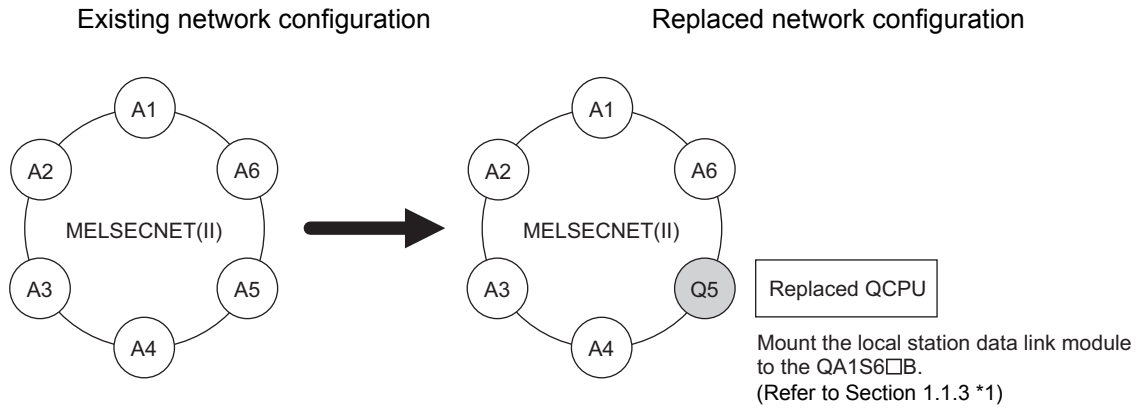 Existing network configuration
Replaced network configuration
A1
A2
A6
MELSECNET(II)
A3
A5
A4
A1
A2
A6
MELSECNET(II)
A3
Q5
A4
Replaced QCPU
Mount the local station data link module
to the QA1S6□B.
(Refer to Section 1.1.3 *1)